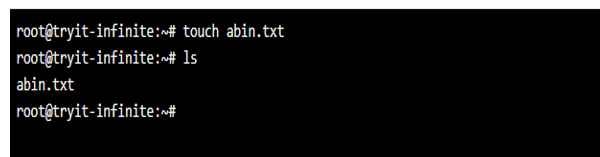 root@tryit-infinite:~# touch abin.txt
root@tryit-infinite:~# ls
abin.txt
root@tryit-infinite:~#